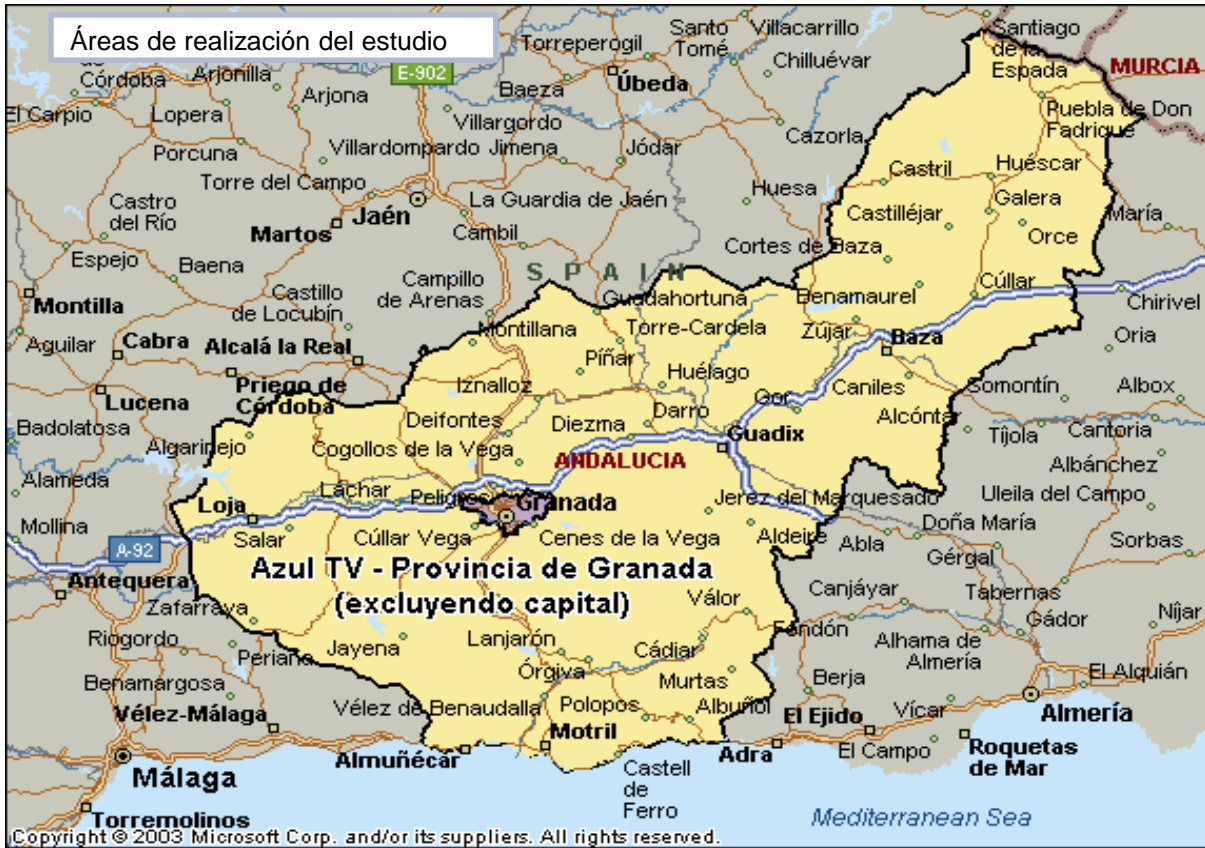 Áreas de realización del estudio
de
Córdoba
Arjonilla
E-902
Torreperogil
Santo
Tomé
Villacarrillo
Santiago
de la
Espada
MURCIA
Chilluévar
Baeza
Úbeda
El Carpio
Lopera
Arjona
Villargordo
Puebla de Don
Fadrique
Cazorla
Porcuna
Villardompardo
Jimena
Jódar
Castril
Huéscar
Torre del Campo
La Guardia de Jaén
Huesa
Castro
del Río
Jaén
Martos
Cambil
Castilléjar
Galera
María
Orce
Cortes de Baza
Espejo
Baena
Campillo
de Arenas
SPAIN
Cúllar
Montilla
Castillo
de Locubín
Guadahortuna
Benamaurel
Chirivel
Montillana
Torre-Cardela
Zújar
Oria
Aguilar
Cabra
Alcalá la Real
Píñar
Baza
Priego de
Córdoba
Iznalloz
Huélago
Caniles
Somontín
Albox
Lucena
Deifontes
Diezma
Darro
Gor
Alcóntar
Badolatosa
Algarinejo
Cogollos de la Vega
Guadix
Tíjola
Cantoria
ANDALUCIA
Albánchez
Alameda
Láchar
Peligros
Granada
Jerez del Marquesado
Uleila del Campo
Loja
Mollina
Salar
Cúllar Vega
Cenes de la Vega
Aldeire
Abla
Doña María
Sorbas
A-92
Gérgal
Azul TV - Provincia de Granada
(excluyendo capital)
Antequera
Zafarraya
Válor
Canjáyar
Tabernas
Níjar
Riogordo
Periana
Jayena
Lanjarón
Cádiar
Fondón
Alhama de
Almería
Gádor
Órgiva
Benamargosa
Murtas
Berja
El Alquián
Vélez-Málaga
Vélez de Benaudalla
Polopos
Albuñol
El Ejido
Vícar
Almería
Motril
Málaga
Almuñécar
Adra
El Campo
Roquetas
de Mar
Castell
de
Ferro
Torremolinos
Mediterranean Sea
Copyright © 2003 Microsoft Corp. and/or its suppliers. All rights reserved.